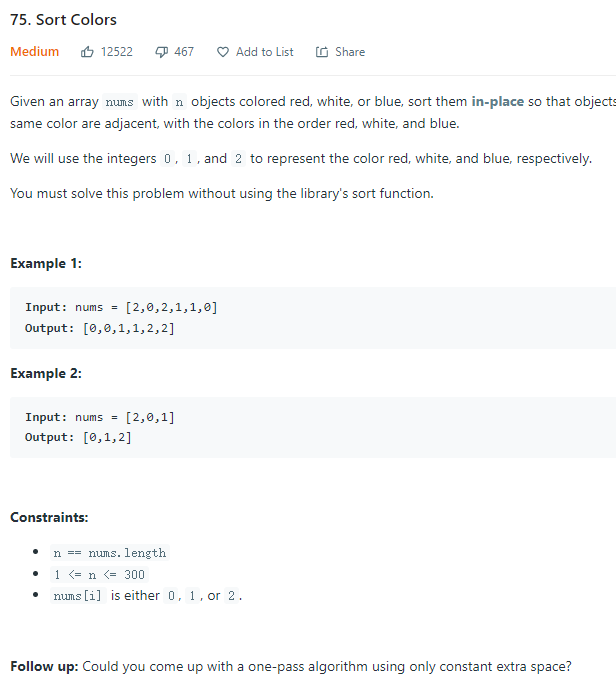 75. Sort Colors
Medium 12522 467 Add to List Share
Given an array nums with n objects colored red, white, or blue, sort them in-place so that objects
same color are adjacent, with the colors in the order red, white, and blue.
We will use the integers 0, 1, and 2 to represent the color red, white, and blue, respectively.
You must solve this problem without using the library's sort function.
Example 1:
Input: nums = [2,0,2,1,1,0]
Output: [0,0,1,1,2,2]
Example 2:
Input: nums = [2,0,1]
Output: [0,1,2]
Constraints:
• n == nums.length
• 1 <= n <= 300
• nums[i] is either 0, 1, or 2.
Follow up: Could you come up with a one-pass algorithm using only constant extra space?